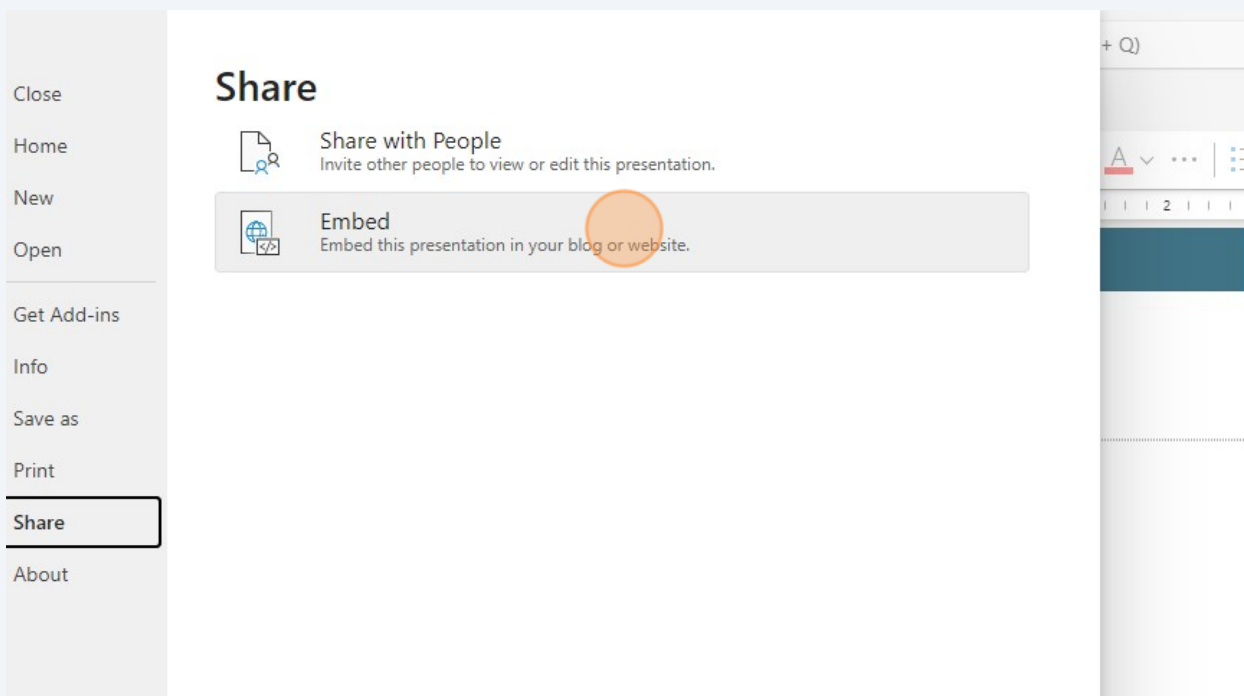 + Q)
Close
Home
New
Open
Get Add-ins
Info
Save as
Print
Share
About
Share
Share with People
Invite other people to view or edit this presentation.
Embed
Embed this presentation in your blog or website.
A
2